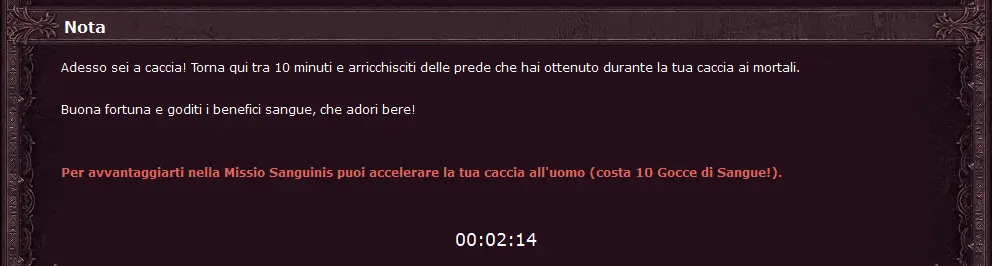 Nota
Adesso sei a caccia! Torna qui tra 10 minuti e arricchisciti delle prede che hai ottenuto durante la tua caccia ai mortali.
Buona fortuna e goditi i benefici sangue, che adori bere!
Per avvantaggiarti nella Missio Sanguinis puoi accelerare la tua caccia all'uomo (costa 10 Gocce di Sangue!).
00:02:14